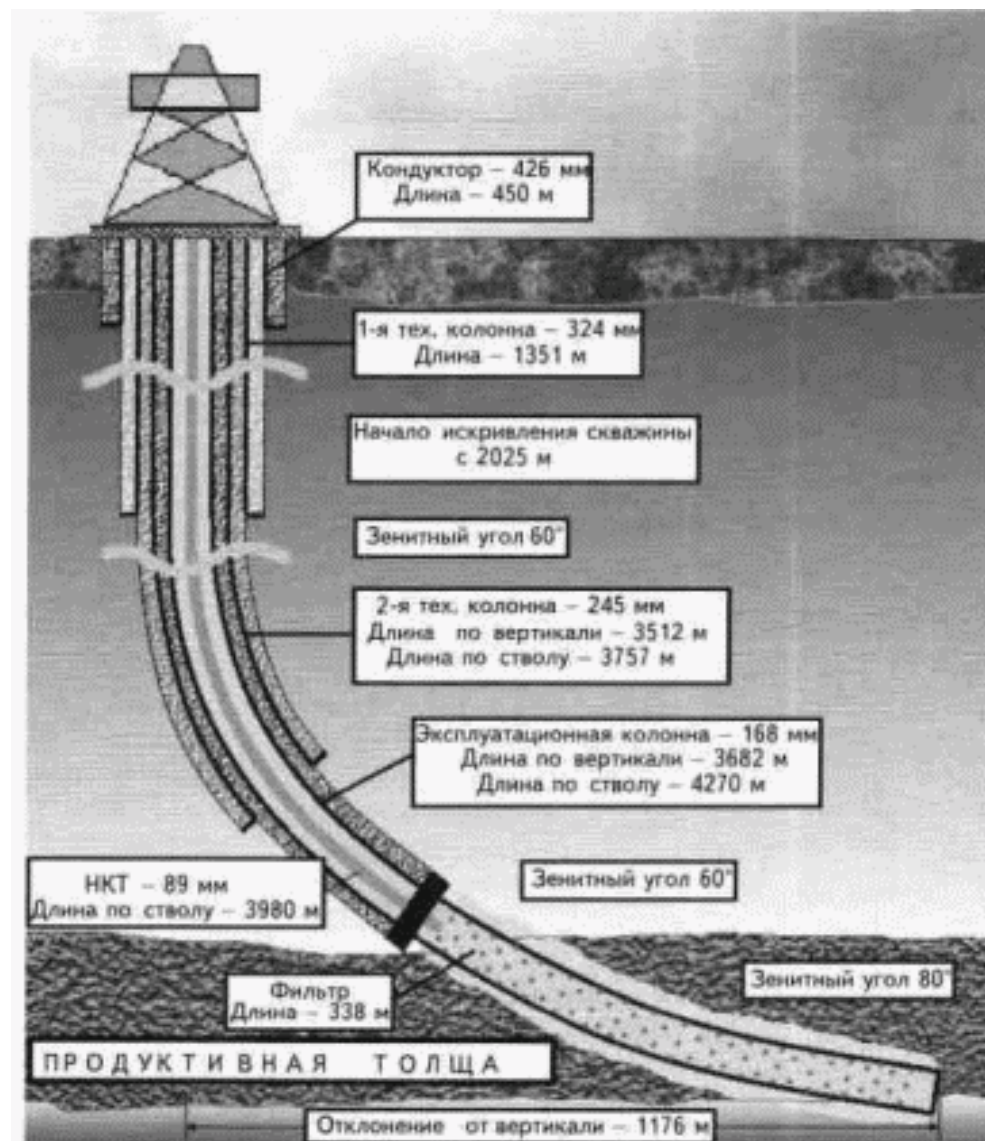 Кондуктор – 426 мм
Длина – 450 м
1-я тех. колонна – 324 мм
Длина – 1351 м
Начало искривления скважины
с 2025 м
Зенитный угол 60°
2-я тех. колонна – 245 мм
Длина по вертикали – 3512 м
Длина по стволу – 3757 м
Эксплуатационная колонна – 168 мм
Длина по вертикали – 3682 м
Длина по стволу – 4270 м
НКТ – 89 мм
Длина по стволу – 3980 м
Зенитный угол 60°
Зенитный угол 80°
Фильтр
Длина – 338 м
ПРОДУКТИВНАЯ ТОЛЩА
Отклонение от вертикали – 1176 м